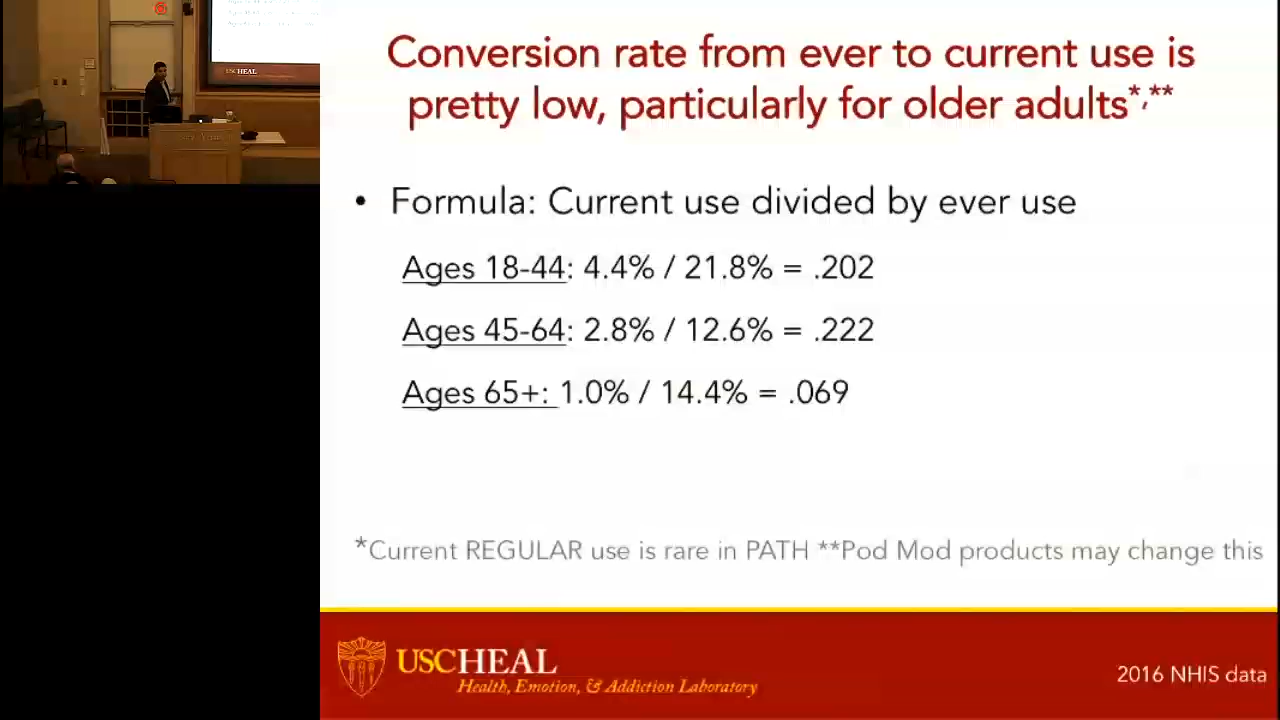 USC HEAL
Conversion rate from ever to current use is
pretty low, particularly for older adults*,**
• Formula: Current use divided by ever use
Ages 18-44: 4.4% / 21.8% = .202
Ages 45-64: 2.8% / 12.6% = .222
Ages 65+: 1.0% / 14.4% = .069
*Current REGULAR use is rare in PATH **Pod Mod products may change this
USCHEAL
Health, Emotion, & Addiction Laboratory
2016 NHIS data